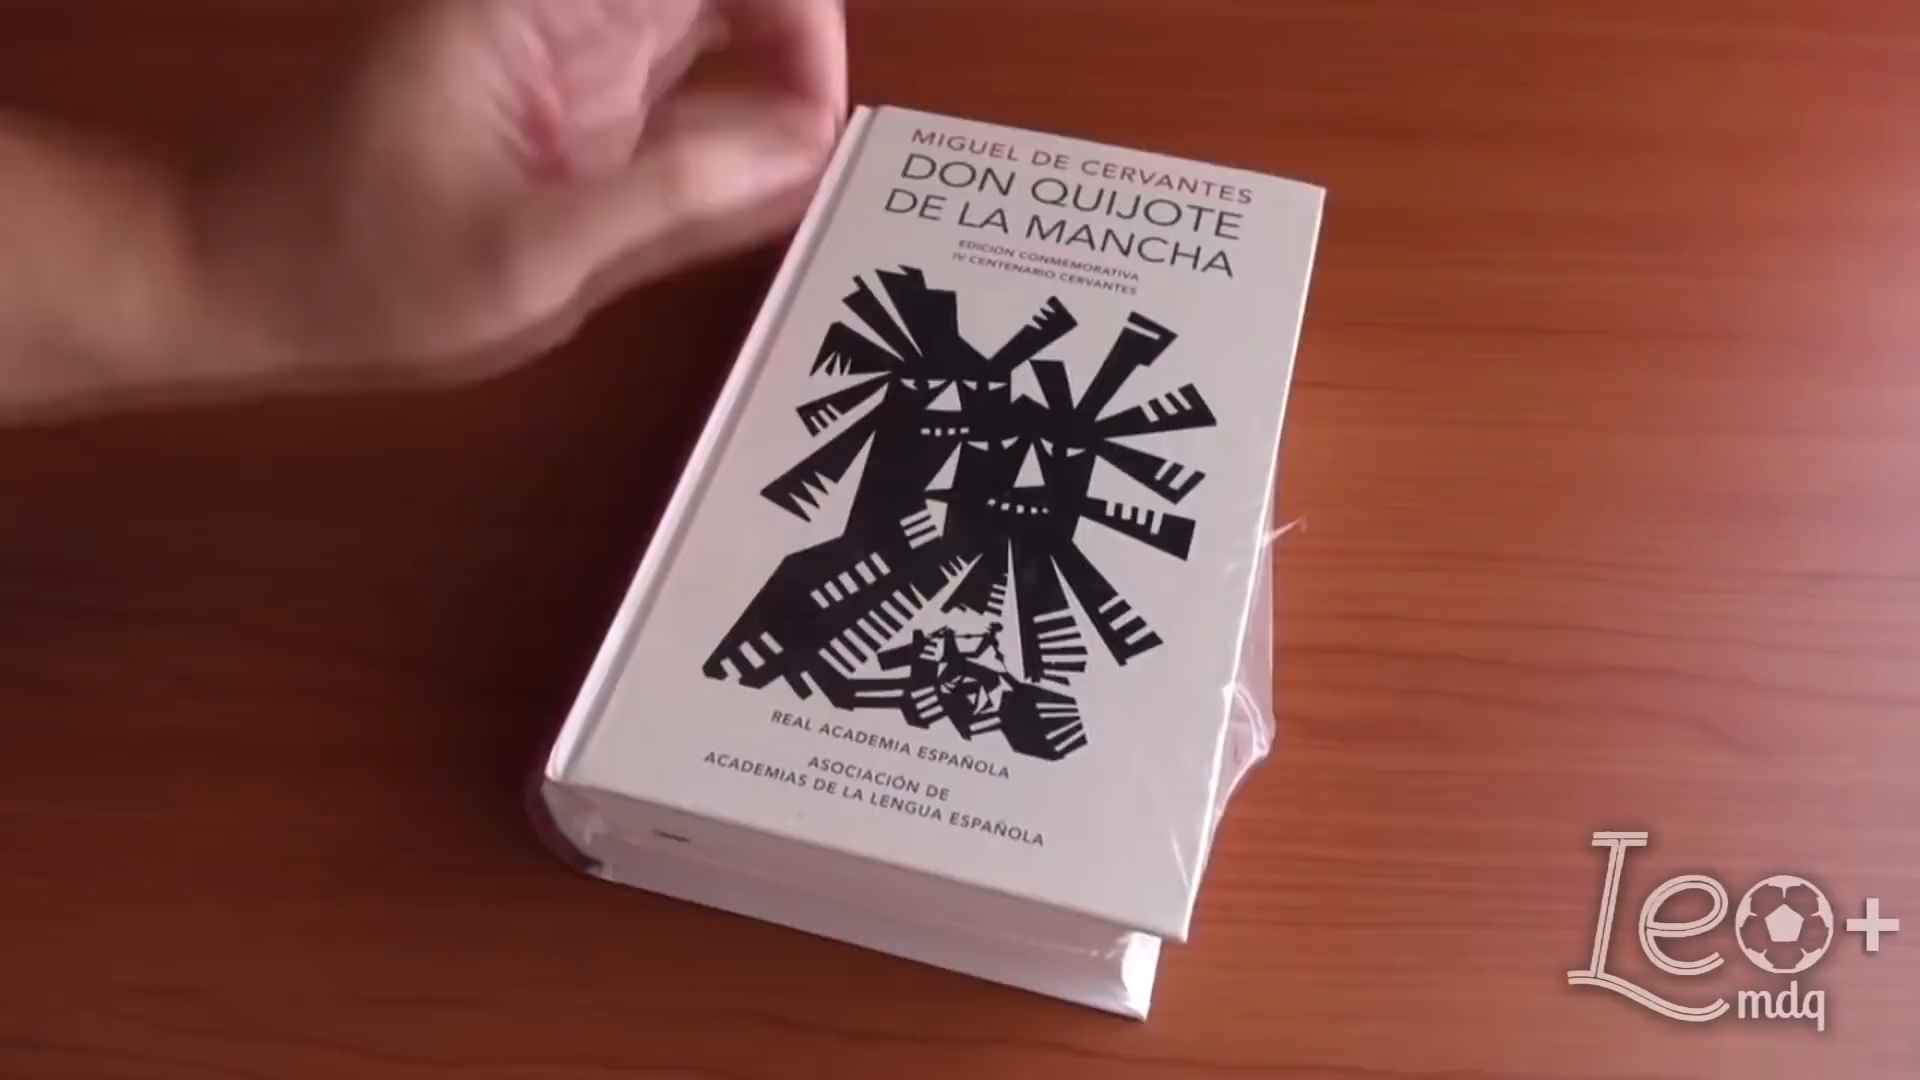 MIGUEL DE CERVANTES
DON QUIJOTE
DE LA MANCHA
EDICIÓN CONMEMORATIVA
IV CENTENARIO CERVANTES
REAL ACADEMIA ESPAÑOLA
ASOCIACIÓN DE
ACADEMIAS DE LA LENGUA ESPAÑOLA
Leo+
mdq